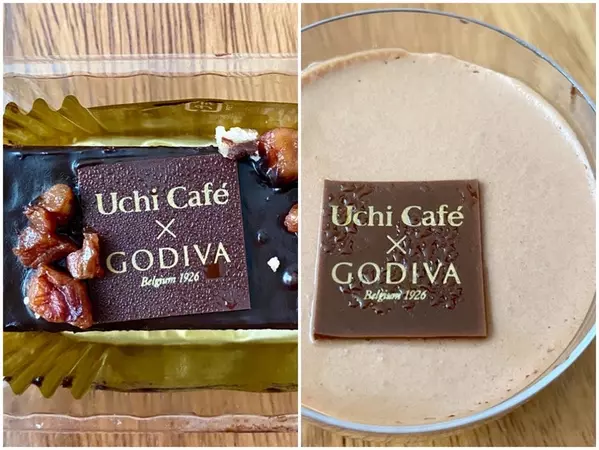 Uchi Café
×
GODIVA
Belgium 1926
Uchi Café
×
GODIVA
Belgium 1926